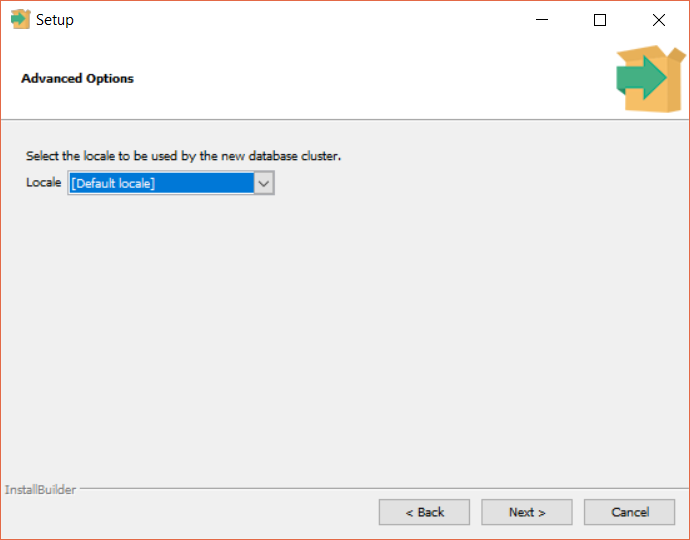 Setup
Advanced Options
Select the locale to be used by the new database cluster.
Locale [Default locale]
InstallBuilder
< Back Next > Cancel